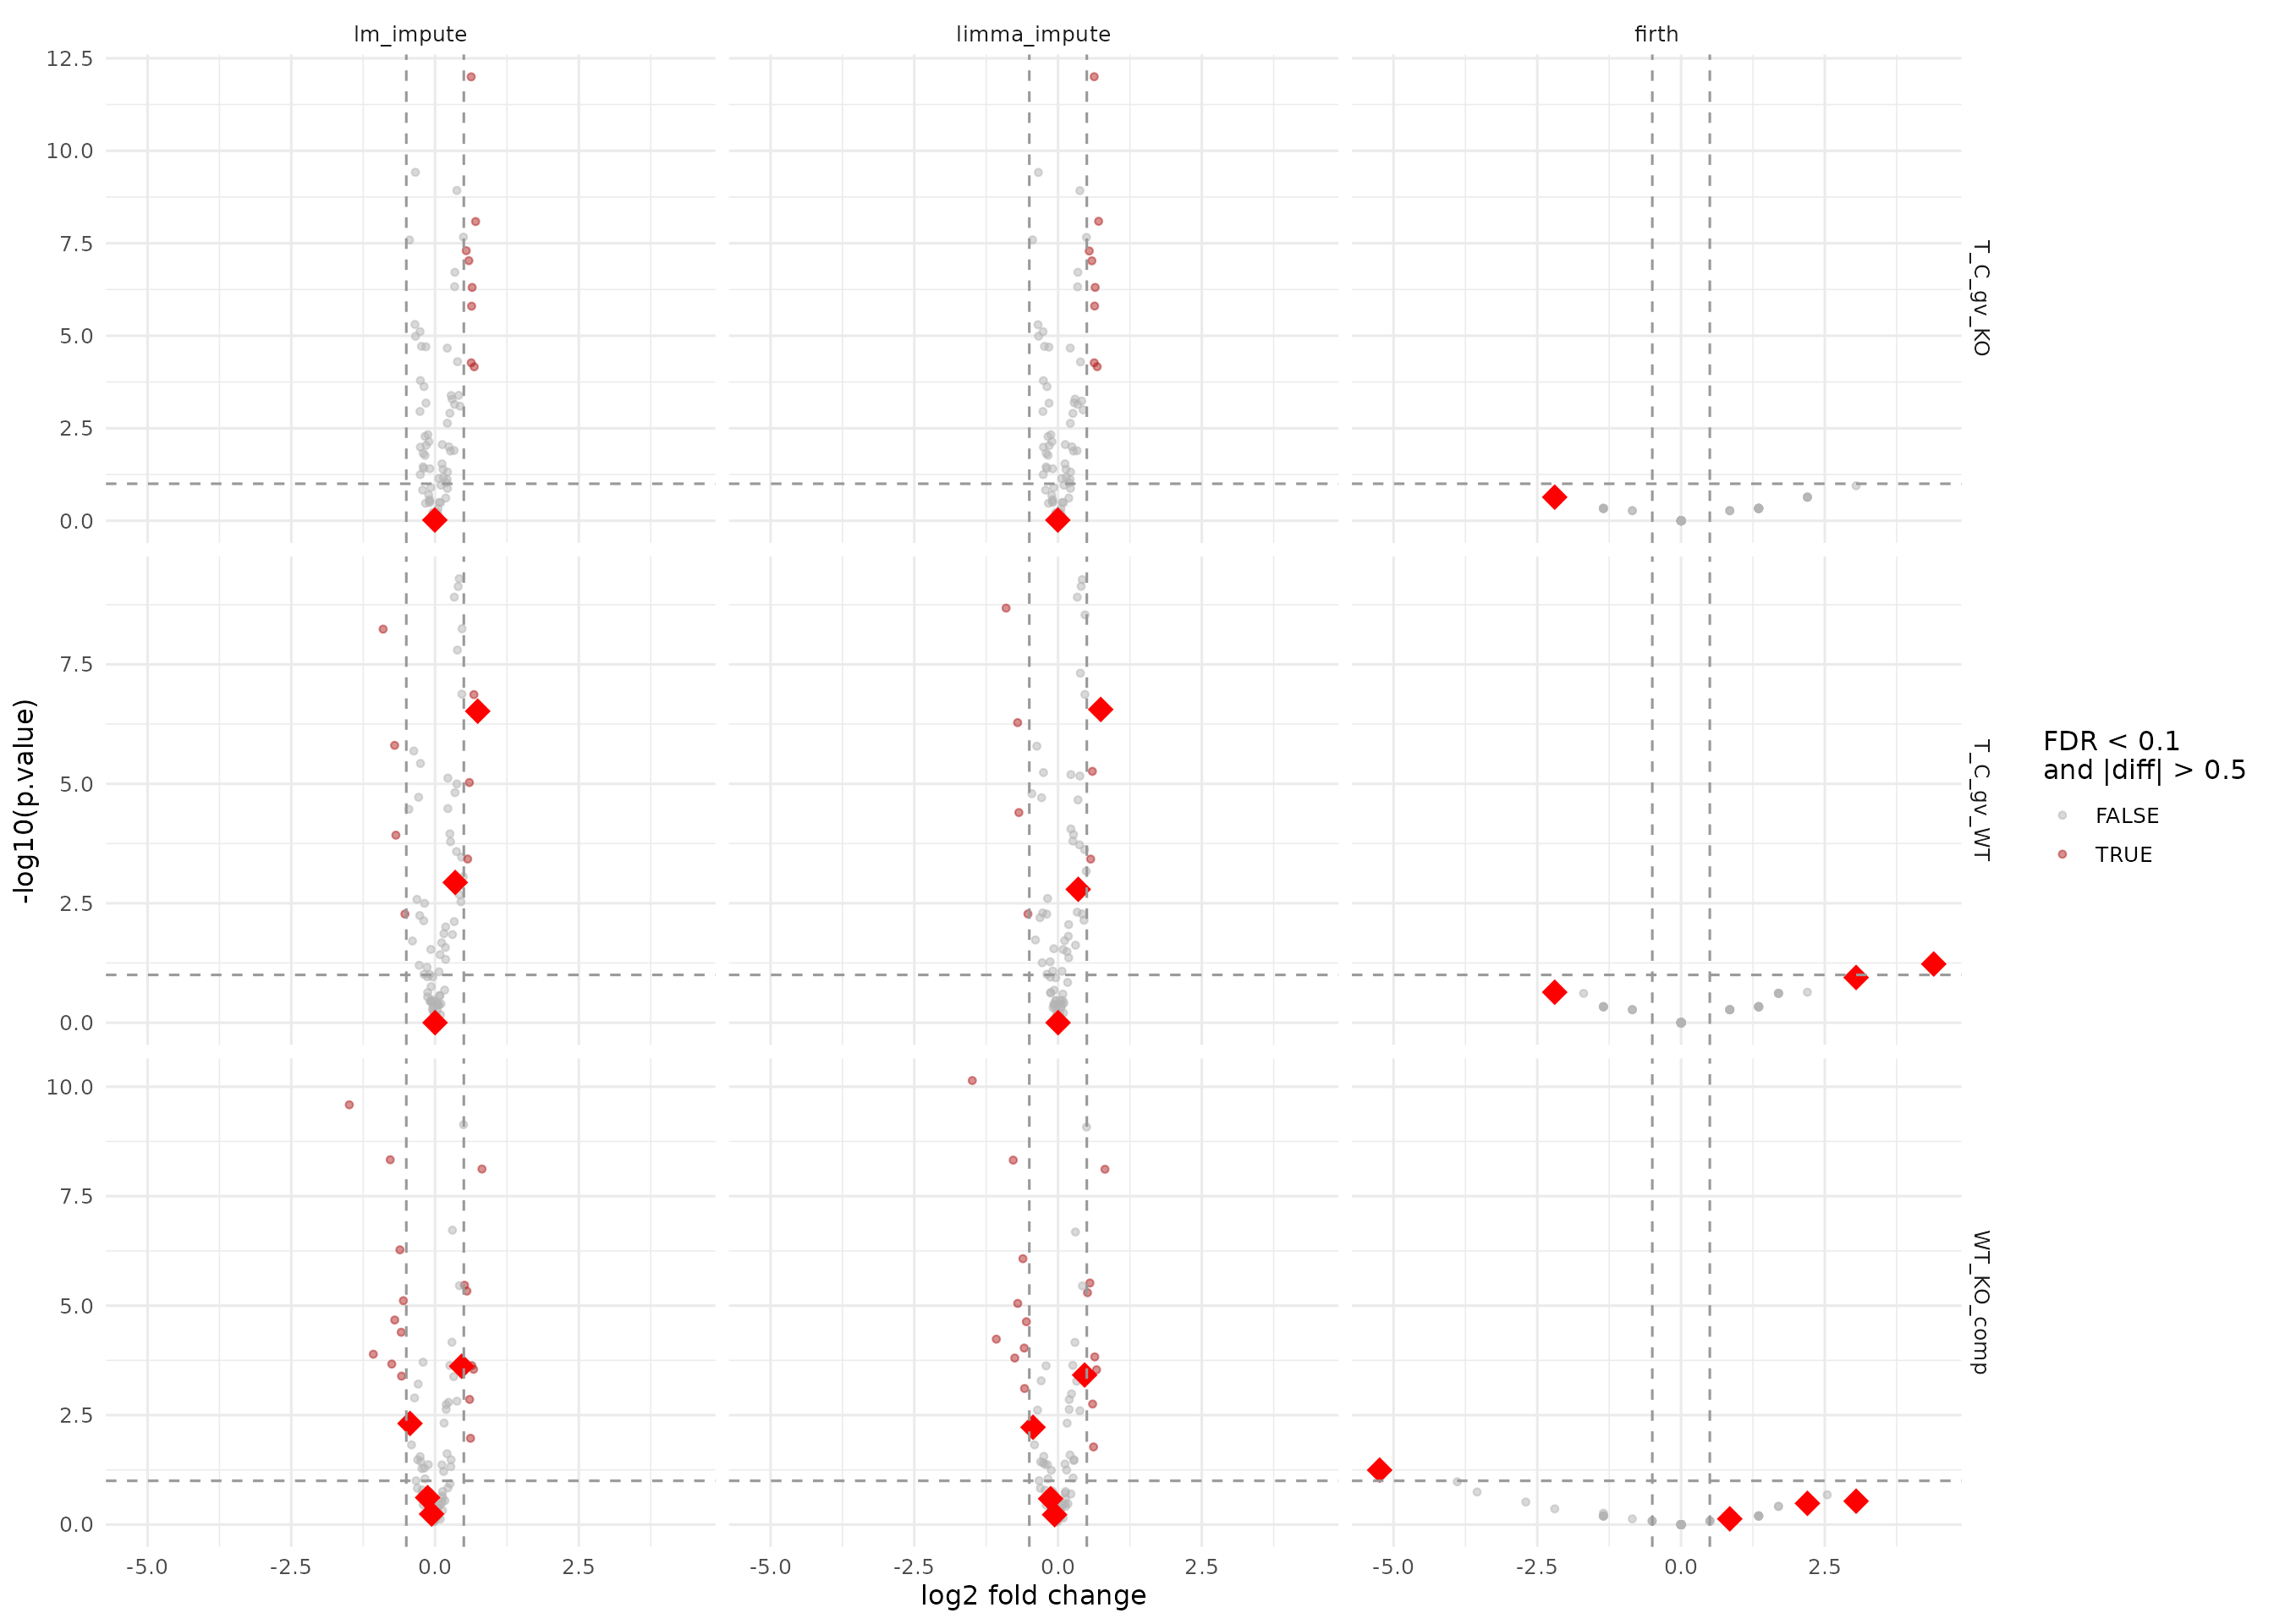 lm_impute limma_impute firth
12.5
10.0
7.5
5.0
2.5
0.0
T_C_gv_KO
7.5
5.0
2.5
0.0
T_C_gv_WT
10.0
7.5
5.0
2.5
0.0
WT_KO_comp
-5.0 -2.5 0.0 2.5 -5.0 -2.5 0.0 2.5 -5.0 -2.5 0.0 2.5
log2 fold change
-log10(p.value)
FDR < 0.1
and |diff| > 0.5
FALSE
TRUE